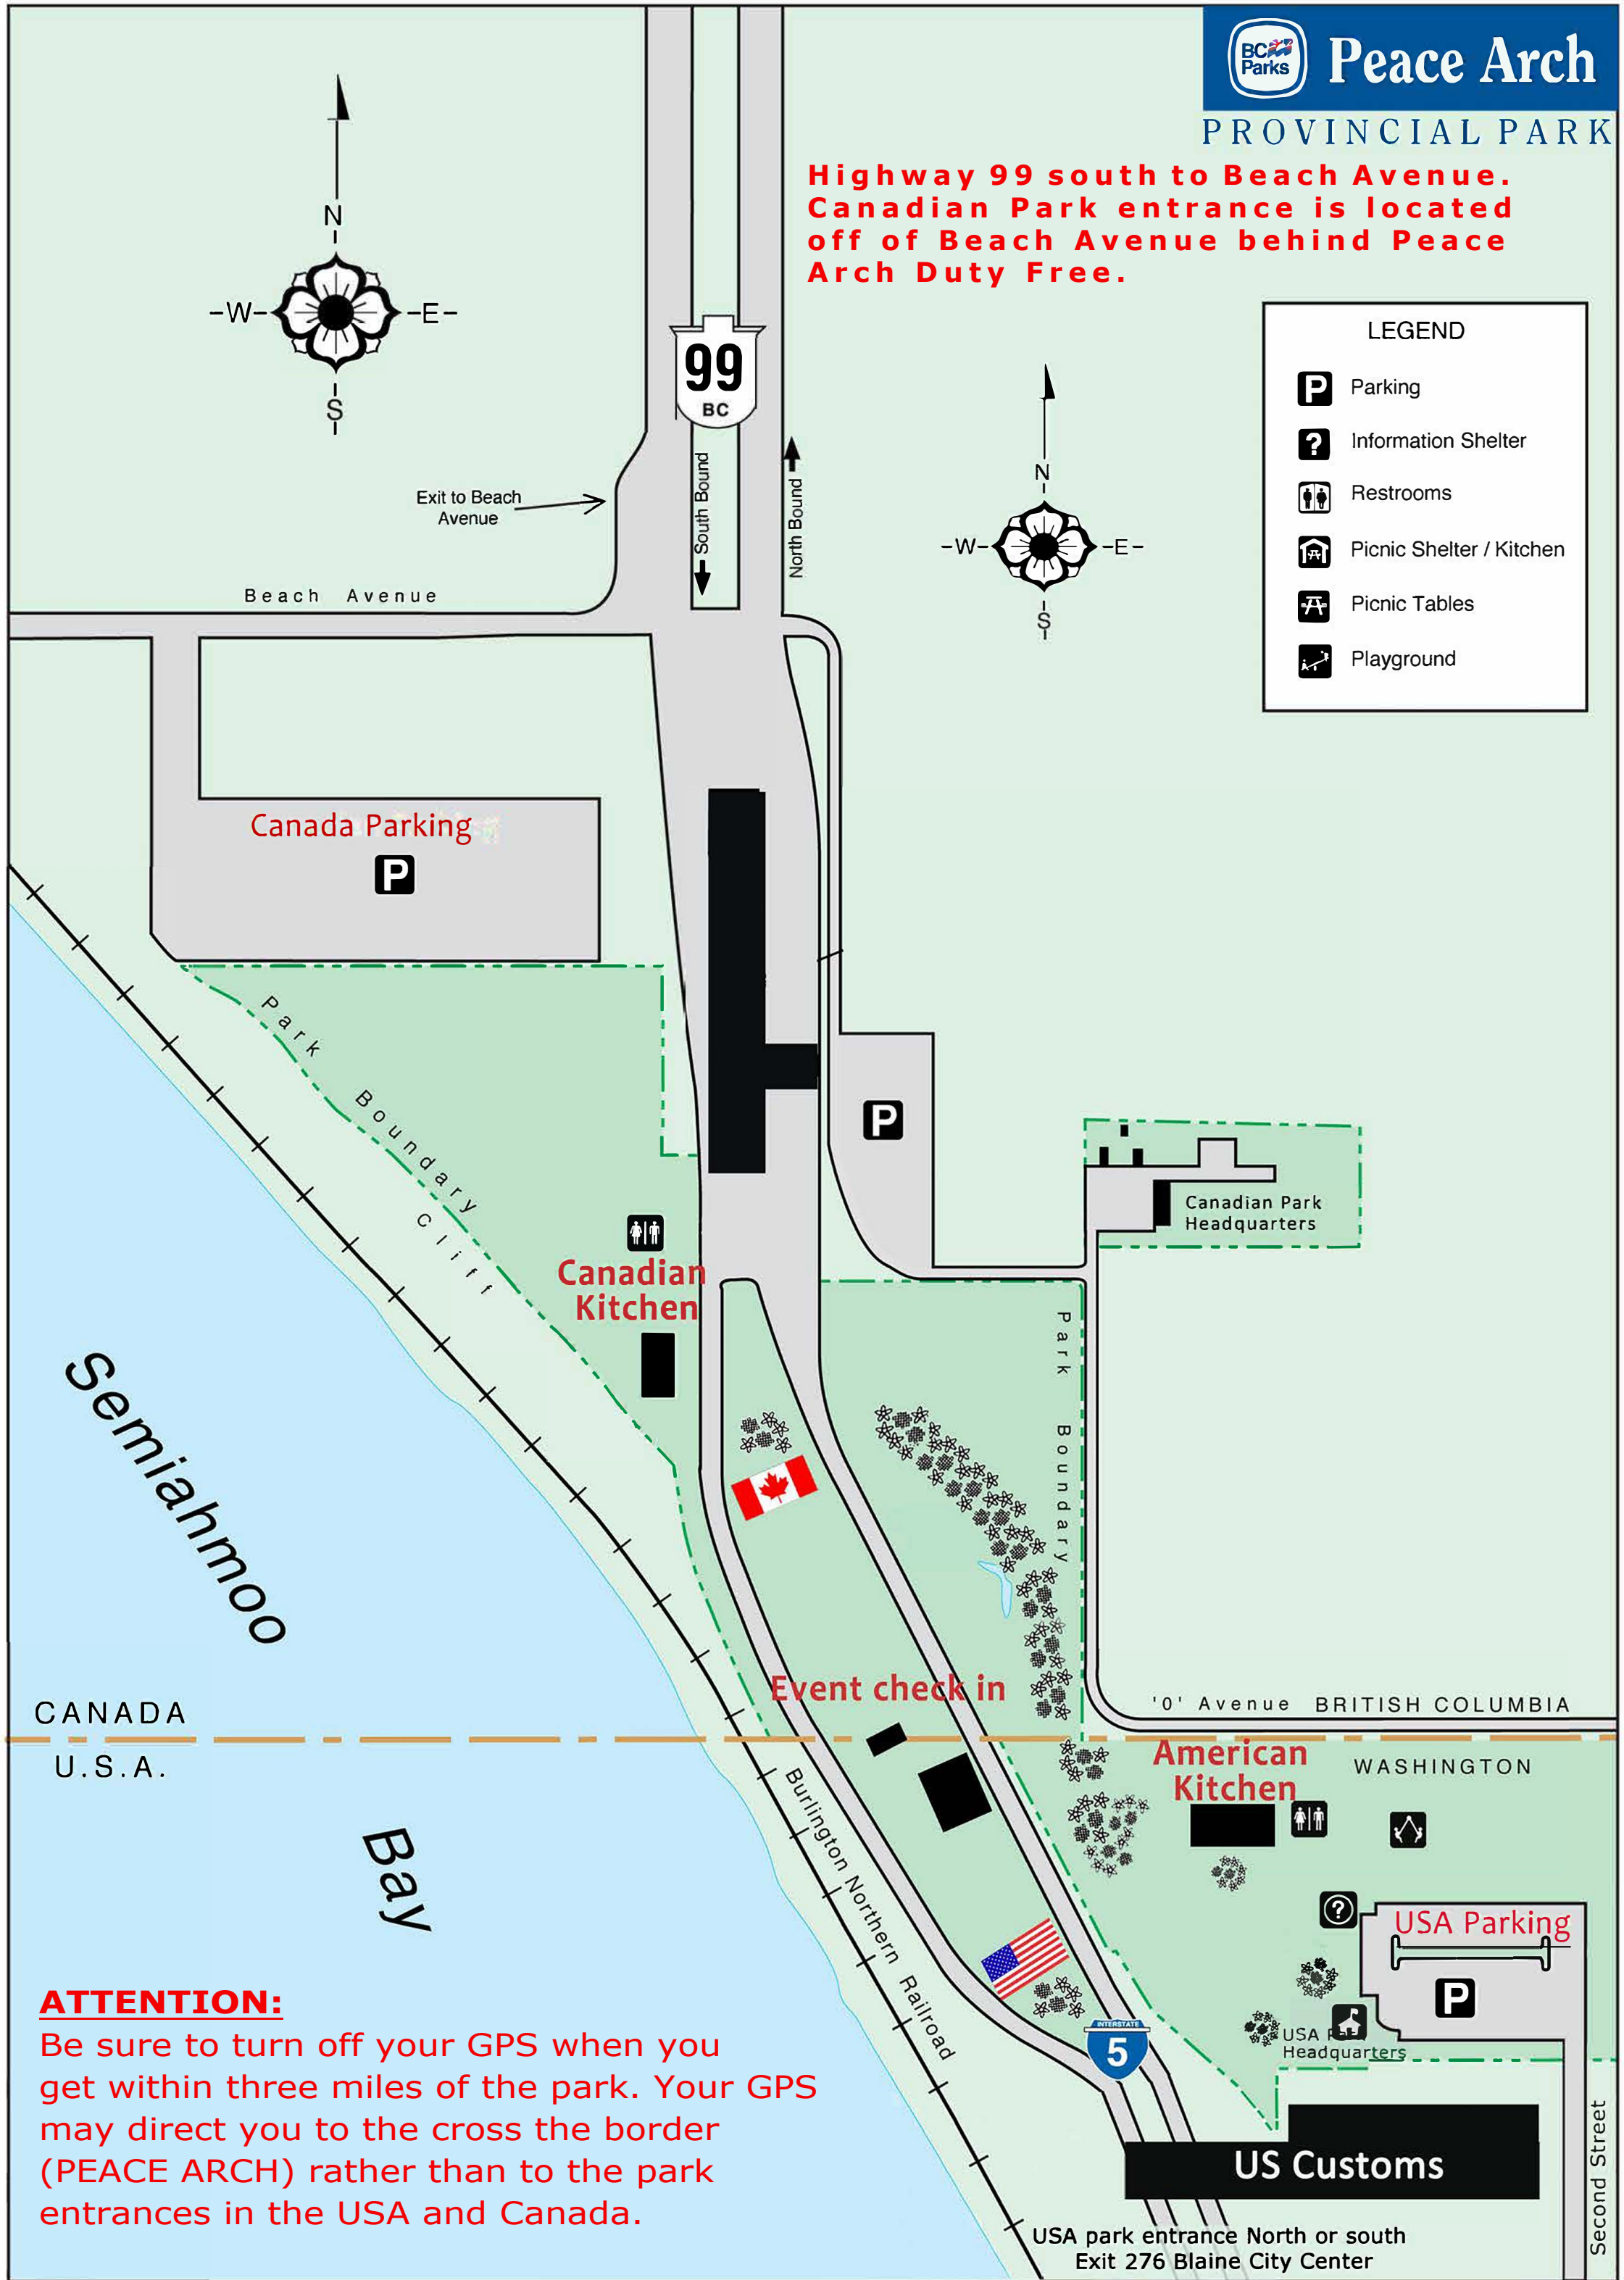 BC
Parks
Peace Arch
PROVINCIAL PARK
Highway 99 south to Beach Avenue.
Canadian Park entrance is located
off of Beach Avenue behind Peace
Arch Duty Free.
N
-W-
-E-
S
99
BC
LEGEND
P
Parking
?
Information Shelter
Restrooms
Picnic Shelter / Kitchen
Picnic Tables
Playground
Exit to Beach
Avenue
South Bound
North Bound
N
-W-
-E-
S
Beach Avenue
Canada Parking
P
Park Boundary
Cliff
P
Canadian Park
Headquarters
Canadian
Kitchen
Park Boundary
Semiahmoo
Bay
Event check in
CANADA
U.S.A.
'0' Avenue BRITISH COLUMBIA
American
Kitchen
WASHINGTON
Burlington Northern Railroad
?
USA Parking
P
USA Park
Headquarters
INTERSTATE
5
ATTENTION:
Be sure to turn off your GPS when you
get within three miles of the park. Your GPS
may direct you to the cross the border
(PEACE ARCH) rather than to the park
entrances in the USA and Canada.
US Customs
Second Street
USA park entrance North or south
Exit 276 Blaine City Center